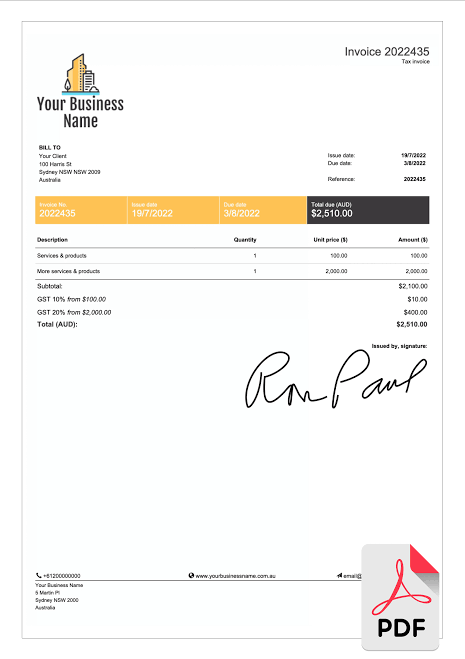 Invoice 2022435
Tax invoice
Your Business
Name
BILL TO
Your Client
100 Harris St
Sydney NSW NSW 2009
Australia
Issue date: 19/7/2022
Due date: 3/8/2022
Reference: 2022435
Invoice No. Issue date Due date Total due (AUD)
2022435 19/7/2022 3/8/2022 $2,510.00
Description Quantity Unit price ($) Amount ($)
Services & products 1 100.00 100.00
More services & products 1 2,000.00 2,000.00
Subtotal: $2,100.00
GST 10% from $100.00 $10.00
GST 20% from $2,000.00 $400.00
Total (AUD): $2,510.00
Issued by, signature:
Ron Paul
+61200000000 www.yourbusinessname.com.au email@
Your Business Name
5 Martin Pl
Sydney NSW 2000
Australia
PDF